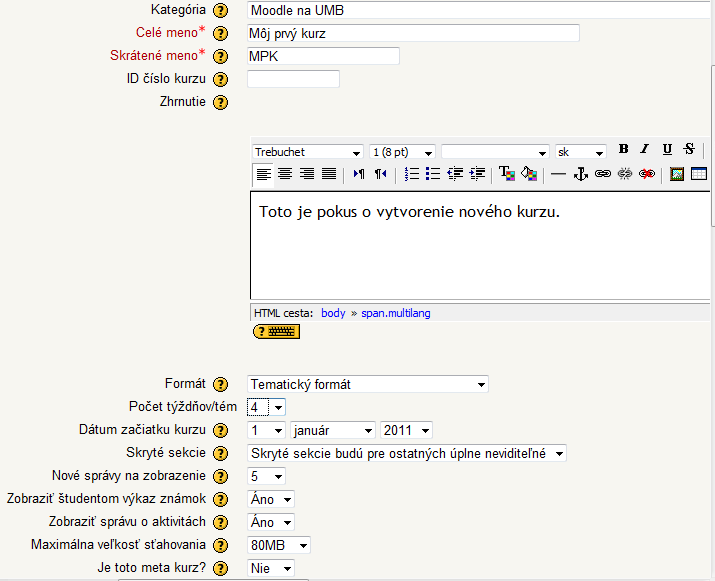 Kategória ? Moodle na UMB
Celé meno* ? Môj prvý kurz
Skrátené meno* ? MPK
ID číslo kurzu ?
Zhrnutie ?
Trebuchet 1 (8 pt) sk B I U S
Toto je pokus o vytvorenie nového kurzu.
HTML cesta: body » span.multilang
?
Formát ? Tematický formát
Počet týždňov/tém 4
Dátum začiatku kurzu ? 1 január 2011
Skryté sekcie ? Skryté sekcie budú pre ostatných úplne neviditeľné
Nové správy na zobrazenie ? 5
Zobraziť študentom výkaz známok ? Áno
Zobraziť správu o aktivitách ? Áno
Maximálna veľkosť sťahovania ? 80MB
Je toto meta kurz? ? Nie